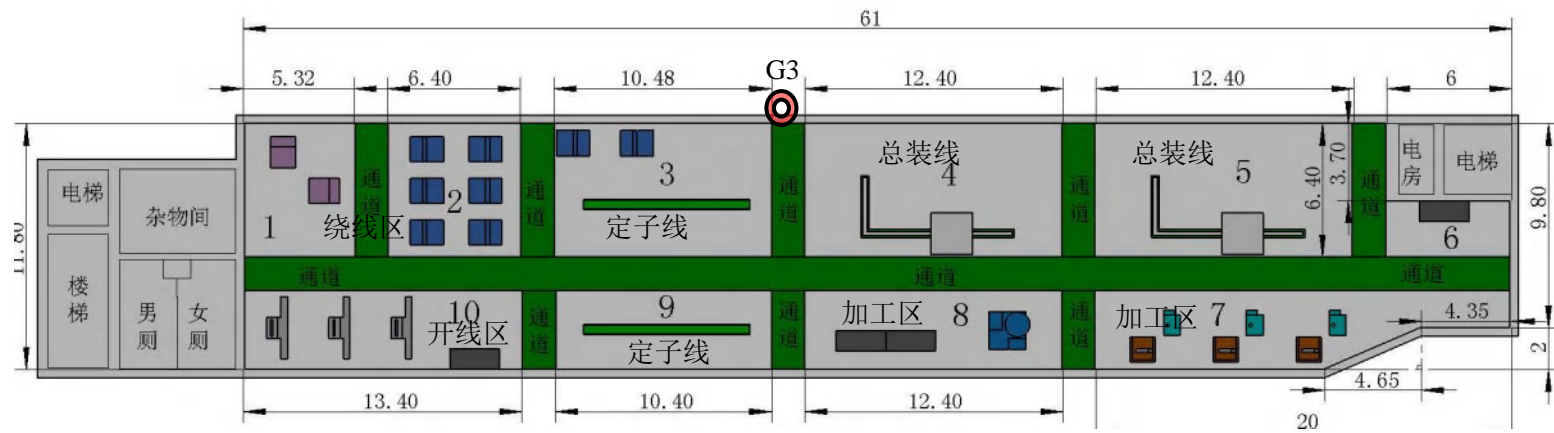 61
5.32
6.40
10.48
G3
12.40
12.40
6
11.80
电梯
杂物间
楼梯
男厕
女厕
1
通道
绕线区
2
通道
3
定子线
通道
总装线
4
通道
总装线
5
6.40
3.70
通道
电房
电梯
6
9.80
通道
通道
通道
10
开线区
通道
9
定子线
通道
加工区
8
通道
加工区
7
4.35
2
4.65
13.40
10.40
12.40
20